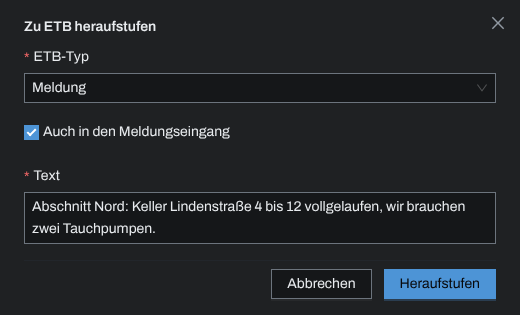 Zu ETB heraufstufen
* ETB-Typ
Meldung
Auch in den Meldungseingang
* Text
Abschnitt Nord: Keller Lindenstraße 4 bis 12 vollgelaufen, wir brauchen
zwei Tauchpumpen.
Abbrechen
Heraufstufen